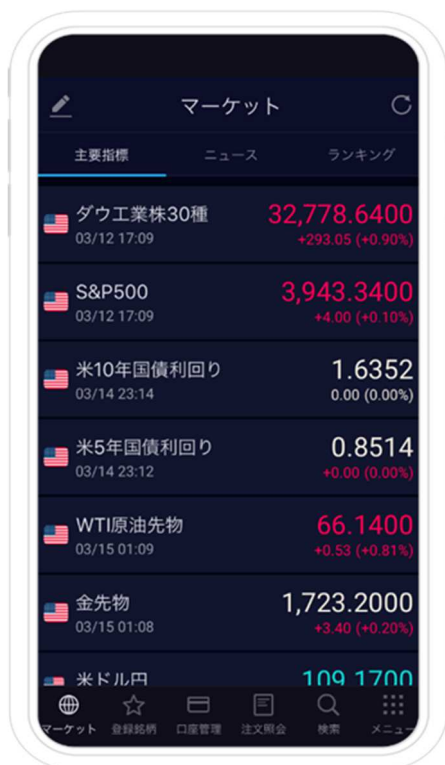 マーケット
主要指標
ニュース
ランキング
ダウ工業株30種
32,778.6400
03/12 17:09
+293.05 (+0.90%)
S&P500
3,943.3400
03/12 17:09
+4.00 (+0.10%)
米10年国債利回り
1.6352
03/14 23:14
0.00 (0.00%)
米5年国債利回り
0.8514
03/14 23:12
+0.00 (0.00%)
WTI原油先物
66.1400
03/15 01:09
+0.53 (+0.81%)
金先物
1,723.2000
03/15 01:08
+3.40 (+0.20%)
米ドル円
109.1700
マーケット
登録銘柄
口座管理
注文照会
検索
メニュー